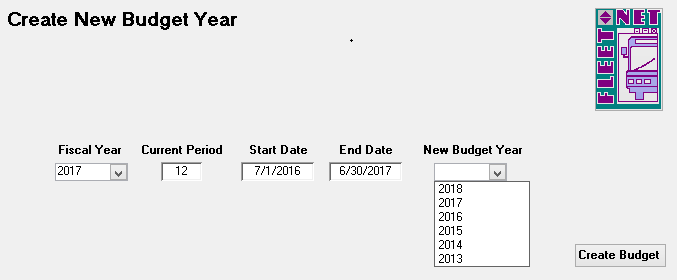 Create New Budget Year
FLEET NET
Fiscal Year Current Period Start Date End Date New Budget Year
2017 12 7/1/2016 6/30/2017
2018
2017
2016
2015
2014
2013
Create Budget